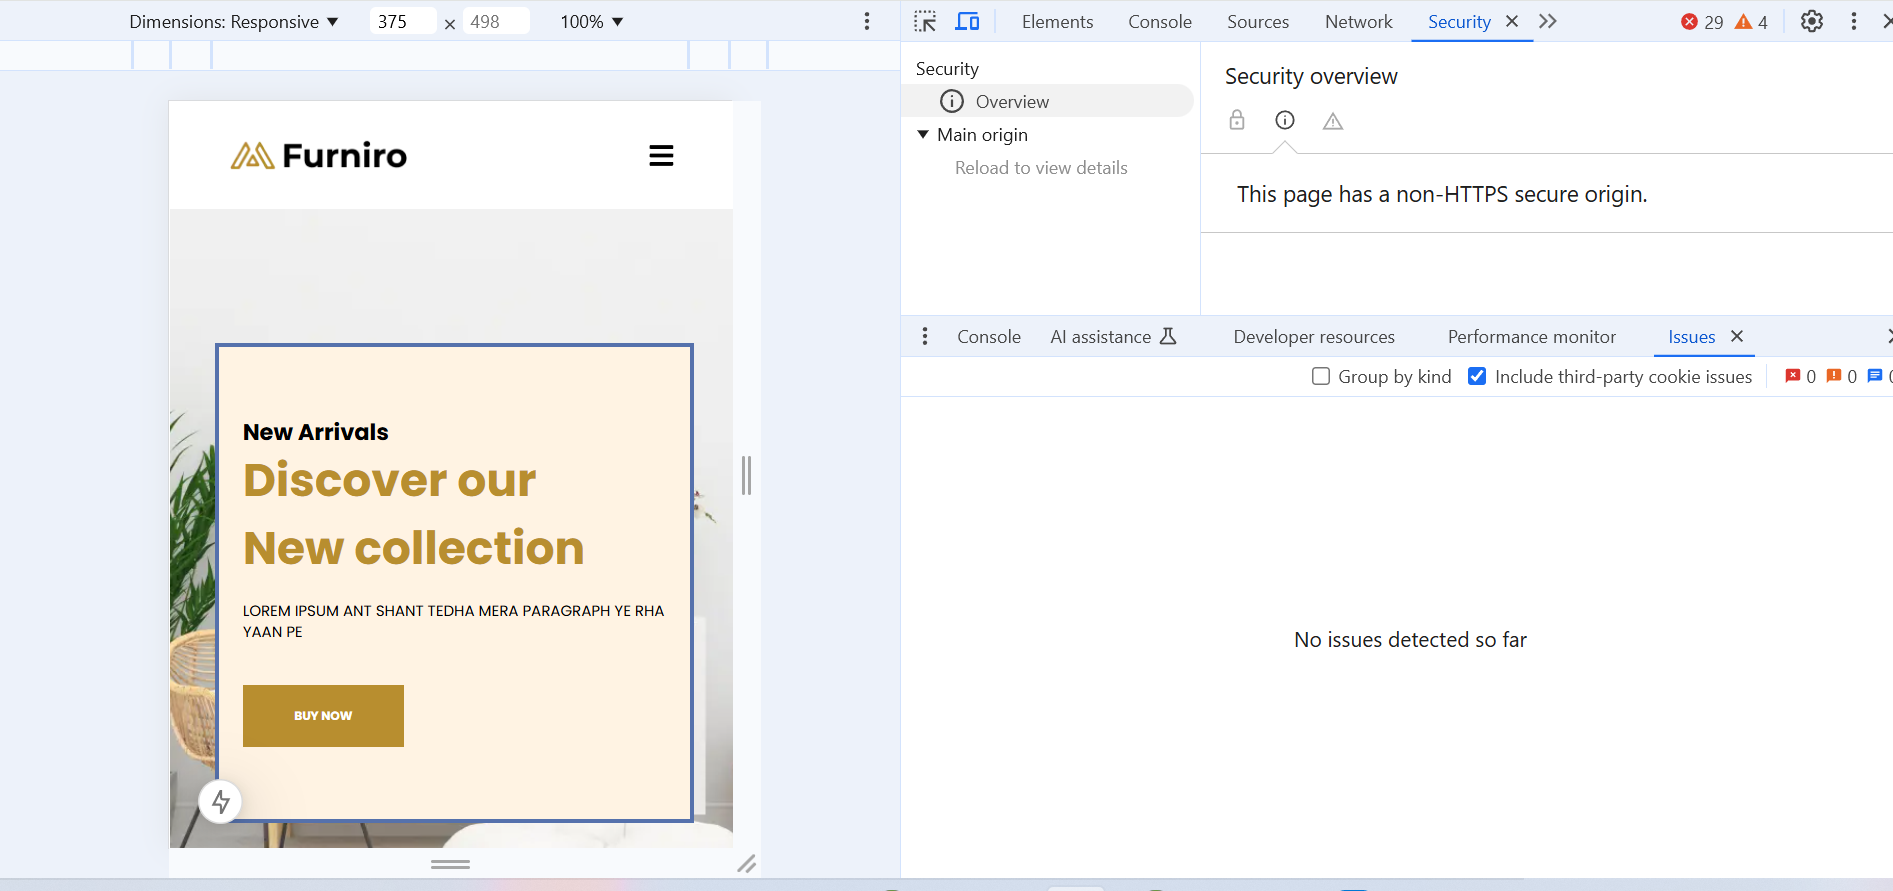 Dimensions: Responsive ▼ 375 × 498 100% ▼
Elements Console Sources Network Security 29 4
Security
Overview
Main origin
Reload to view details
Security overview
This page has a non-HTTPS secure origin.
Console AI assistance Developer resources Performance monitor Issues
Group by kind Include third-party cookie issues 0 0 0
No issues detected so far
Furniro
New Arrivals
Discover our
New collection
LOREM IPSUM ANT SHANT TEDHA MERA PARAGRAPH YE RHA
YAAN PE
BUY NOW